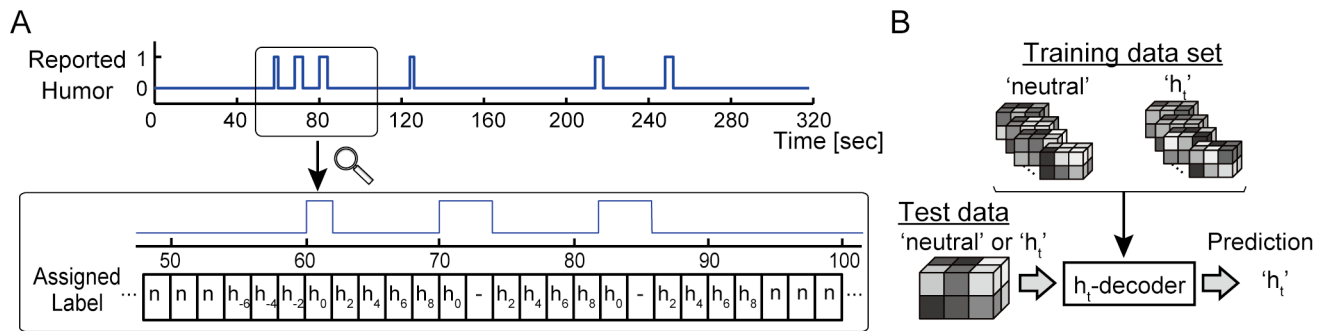 A
Reported
Humor
1
0
0 40 80 120 160 200 240 280 320
Time [sec]
50 60 70 80 90 100
Assigned
Label
... n n n h-6 h-4 h-2 h0 h2 h4 h6 h8 h0 - h2 h4 h6 h8 h0 - h2 h4 h6 h8 n n n ...
B
Training data set
‘neutral’ ‘ht’
Test data
‘neutral’ or ‘ht’
ht-decoder
Prediction
‘ht’